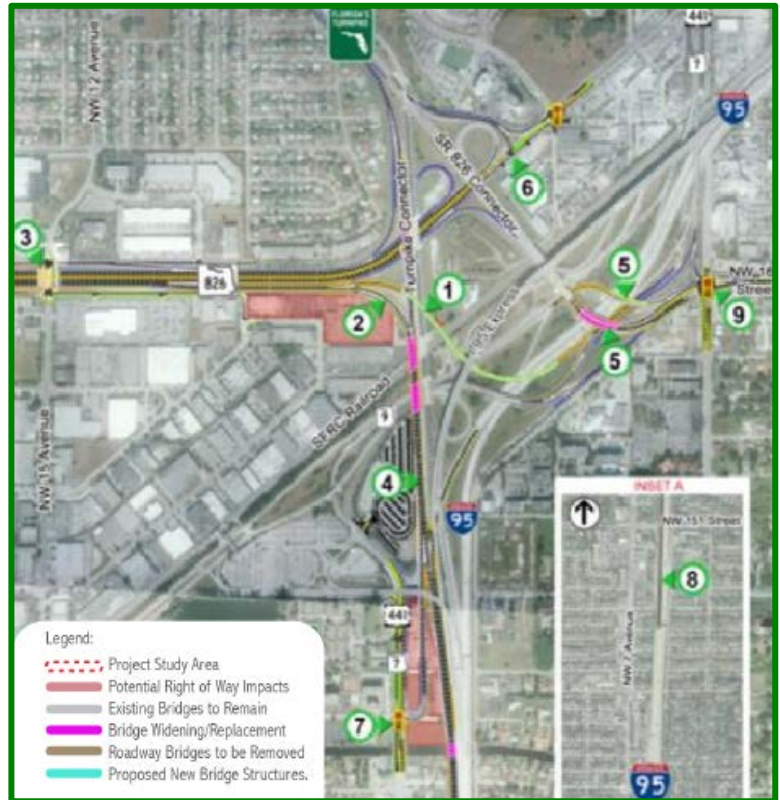 FLORIDA'S
TURNPIKE
441
7
NW 12 Avenue
95
SR 826 Connector
6
Turnpike Connector
3
826
5
NW 16
Street
1
2
9
I95 Express
5
SFRC Railroad
9
NW 15 Avenue
4
INSET A
95
NW 151 Street
8
441
7
NW 7 Avenue
7
95
Legend:
Project Study Area
Potential Right of Way Impacts
Existing Bridges to Remain
Bridge Widening/Replacement
Roadway Bridges to be Removed
Proposed New Bridge Structures.